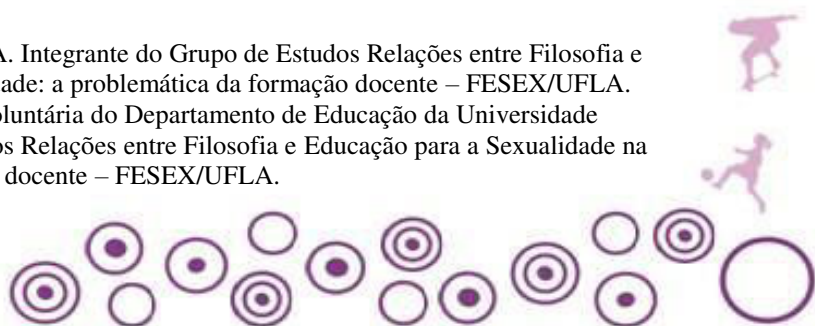 A. Integrante do Grupo de Estudos Relações entre Filosofia e
ade: a problemática da formação docente – FESEX/UFLA.
oluntária do Departamento de Educação da Universidade
os Relações entre Filosofia e Educação para a Sexualidade na
docente – FESEX/UFLA.